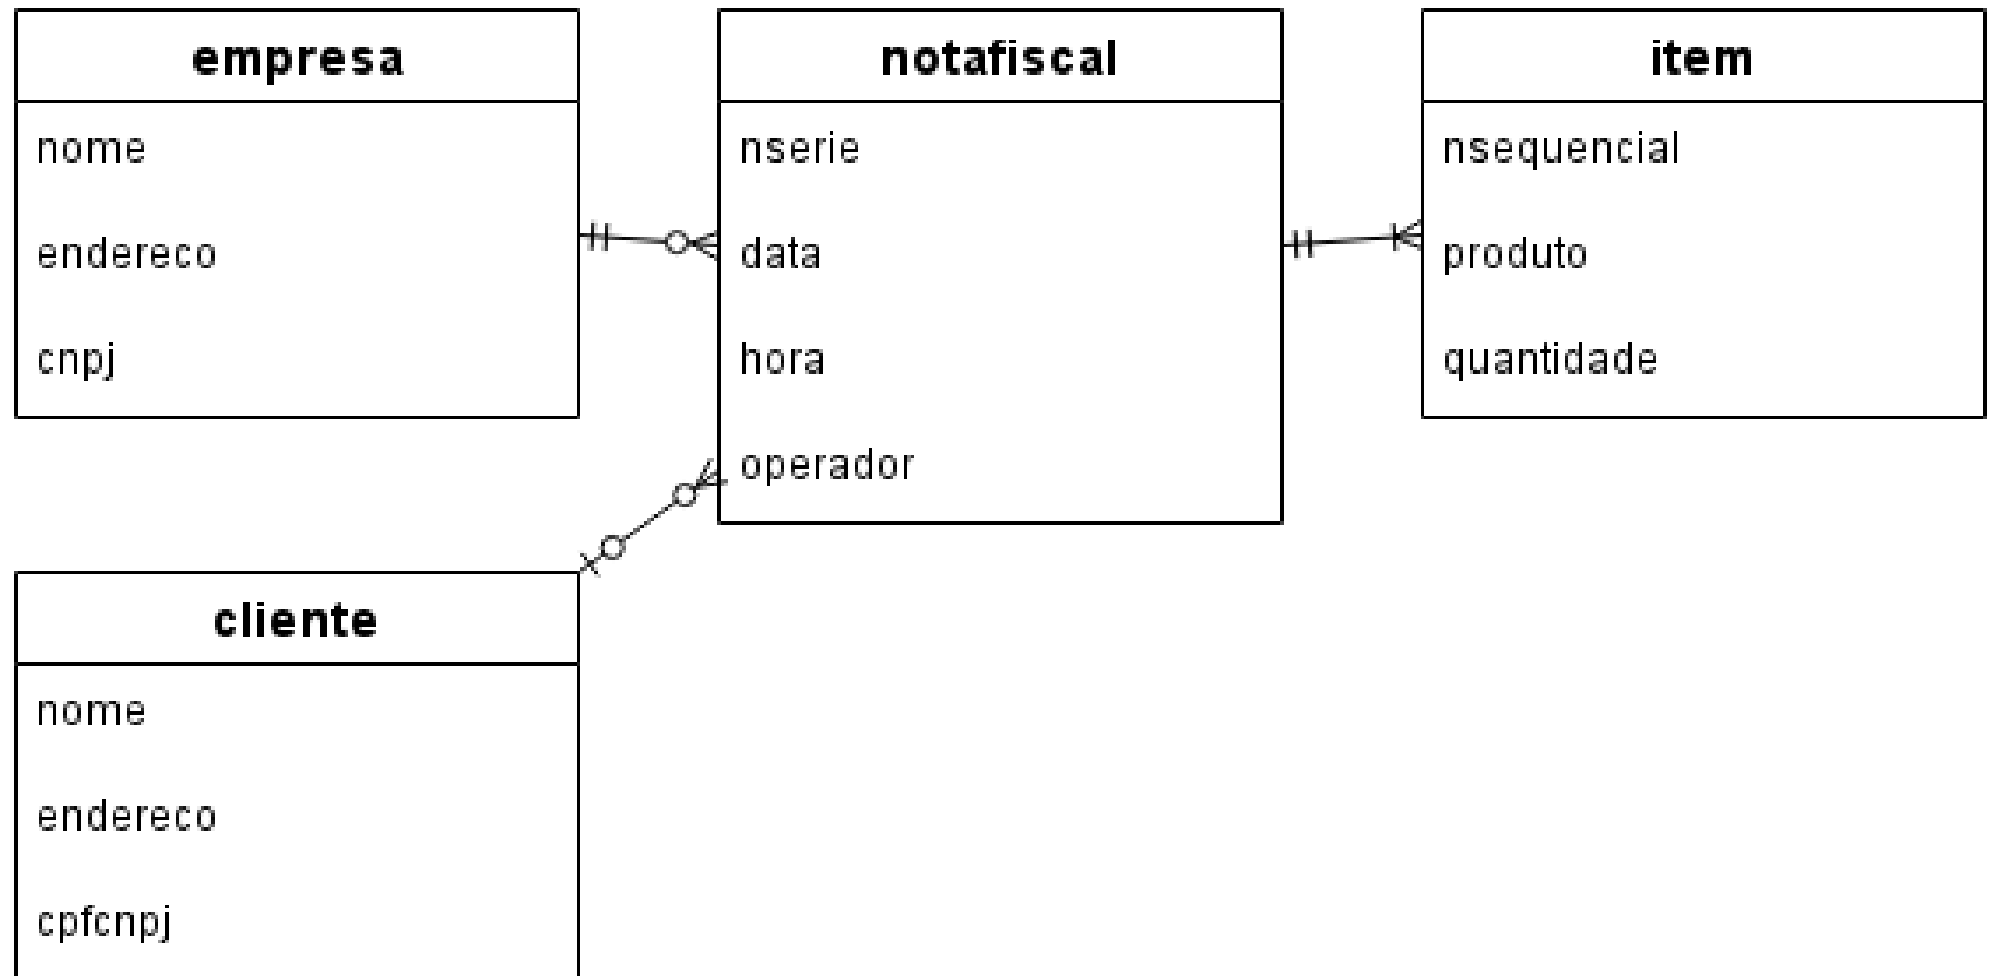 empresa
nome
endereco
cnpj
notafiscal
nserie
data
hora
operador
item
nsequencial
produto
quantidade
cliente
nome
endereco
cpfcnpj